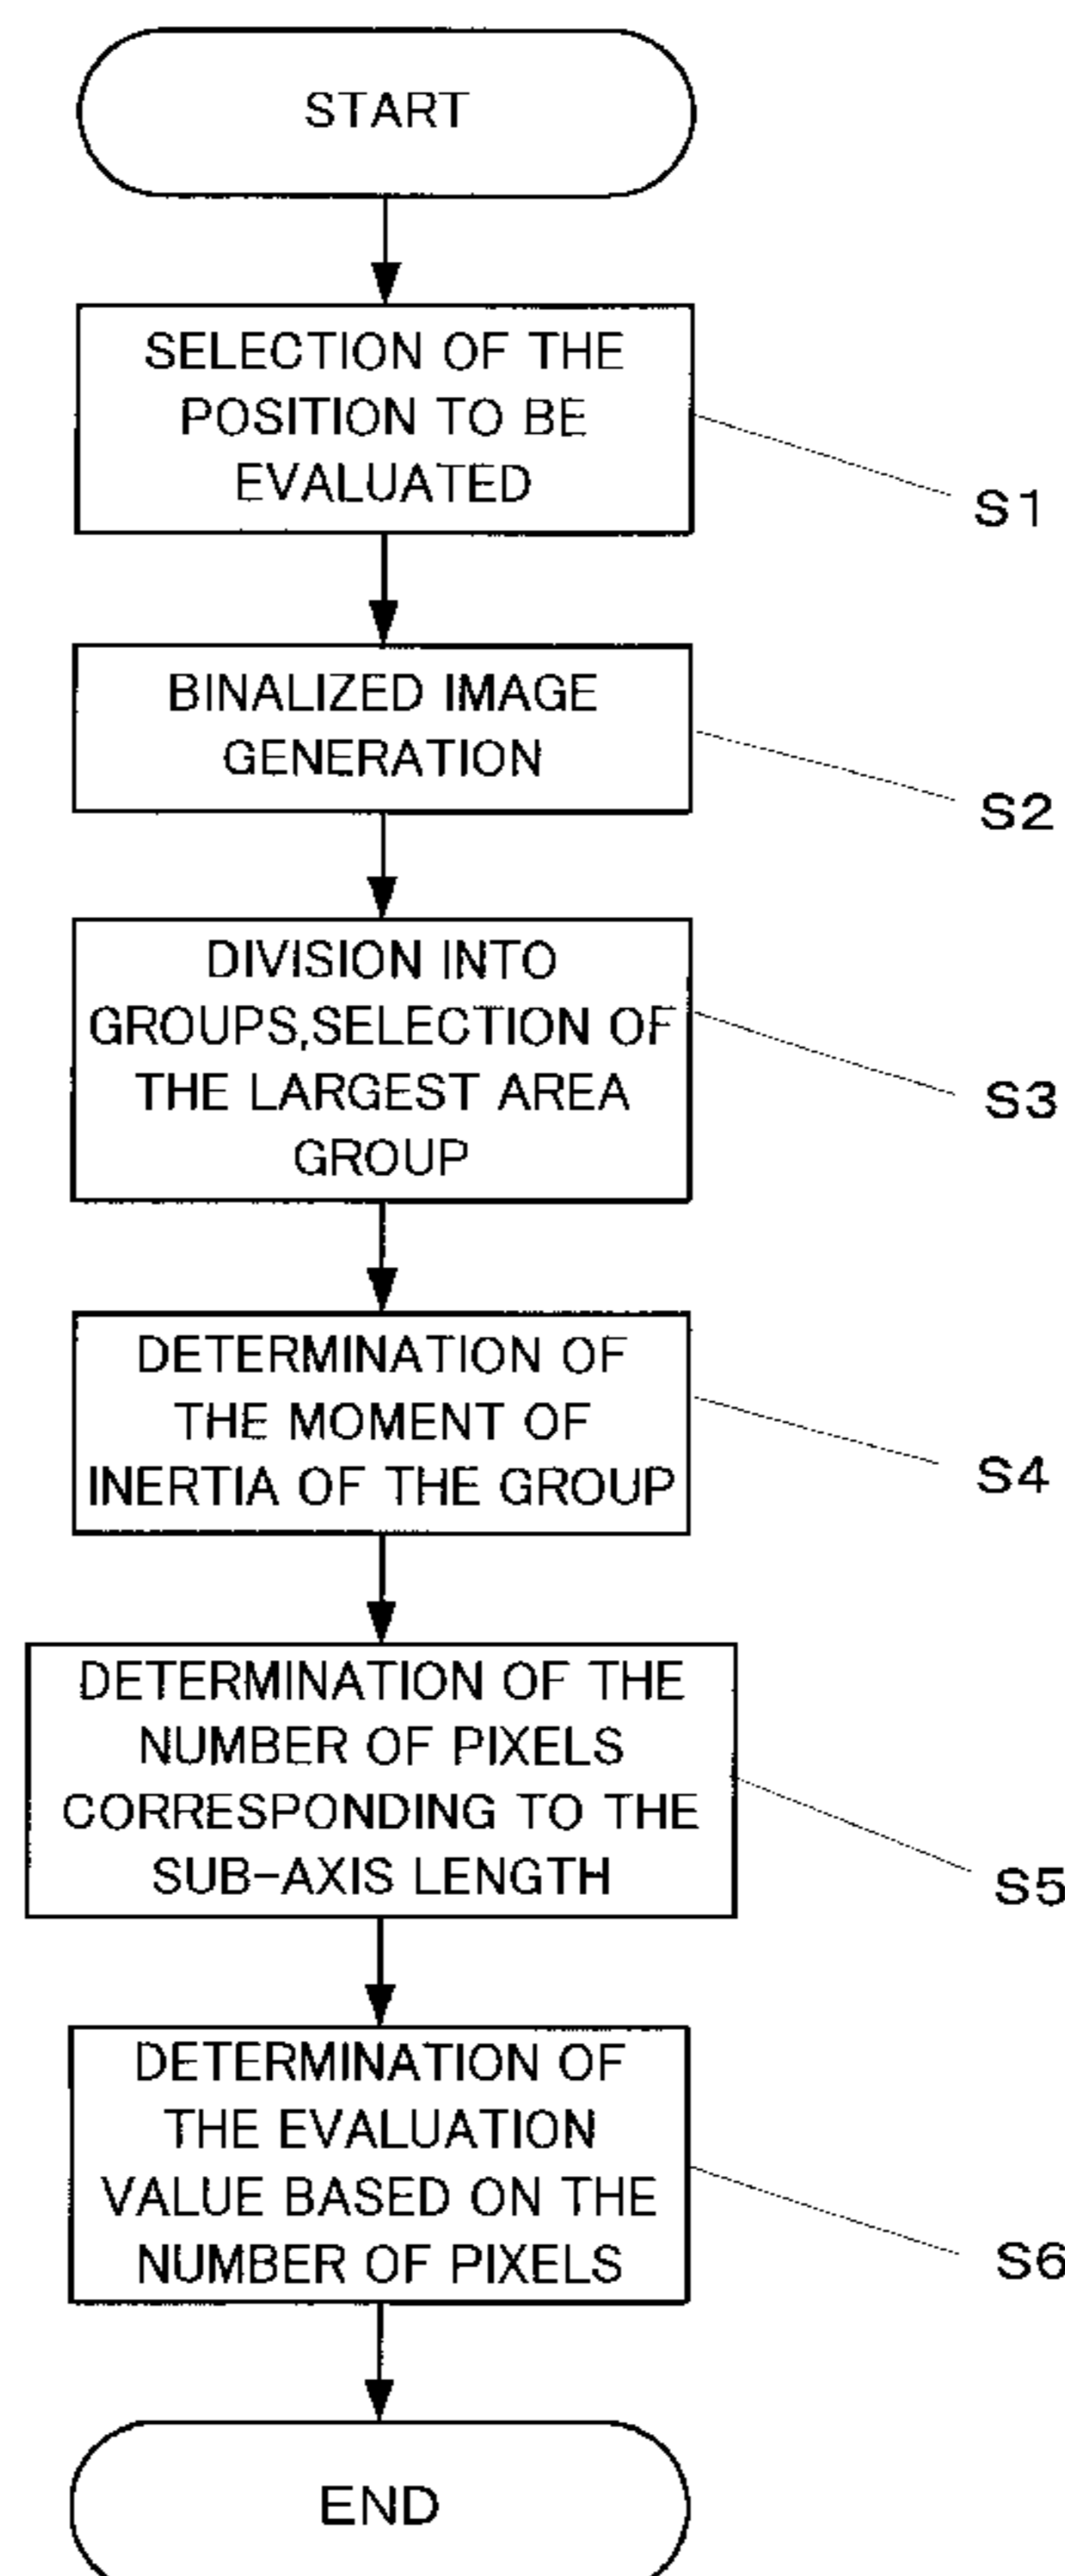 START
SELECTION OF THE
POSITION TO BE
EVALUATED
S1
BINALIZED IMAGE
GENERATION
S2
DIVISION INTO
GROUPS,SELECTION OF
THE LARGEST AREA
GROUP
S3
DETERMINATION OF
THE MOMENT OF
INERTIA OF THE GROUP
S4
DETERMINATION OF THE
NUMBER OF PIXELS
CORRESPONDING TO THE
SUB-AXIS LENGTH
S5
DETERMINATION OF
THE EVALUATION
VALUE BASED ON THE
NUMBER OF PIXELS
S6
END